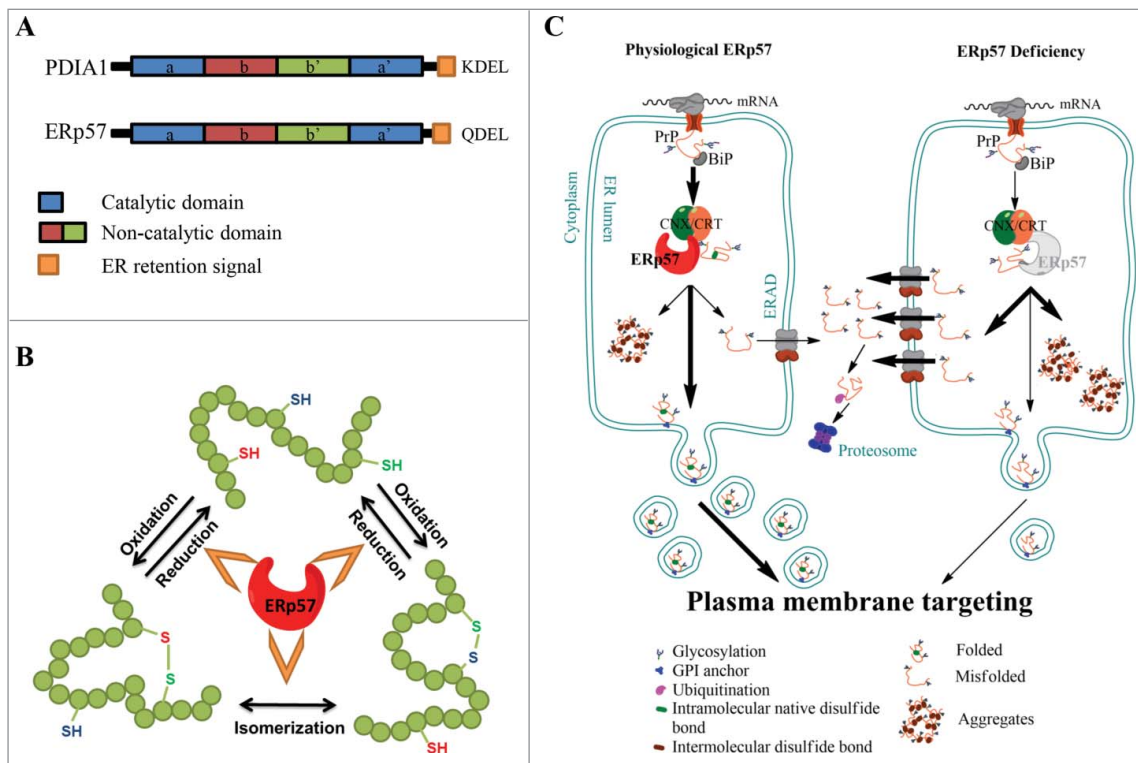 A
PDIA1 a b b' a' KDEL
ERp57 a b b' a' QDEL
Catalytic domain
Non-catalytic domain
ER retention signal
B
SH
SH
SH
Oxidation
Reduction
Oxidation
Reduction
ERp57
S
S
SH
S
S
SH
Isomerization
C
Physiological ERp57
ERp57 Deficiency
mRNA
PrP
BiP
Cytoplasm
ER lumen
CNX/CRT
ERp57
ERAD
mRNA
PrP
BiP
CNX/CRT
ERp57
Proteosome
Plasma membrane targeting
Glycosylation
GPI anchor
Ubiquitination
Intramolecular native disulfide
bond
Intermolecular disulfide bond
Folded
Misfolded
Aggregates